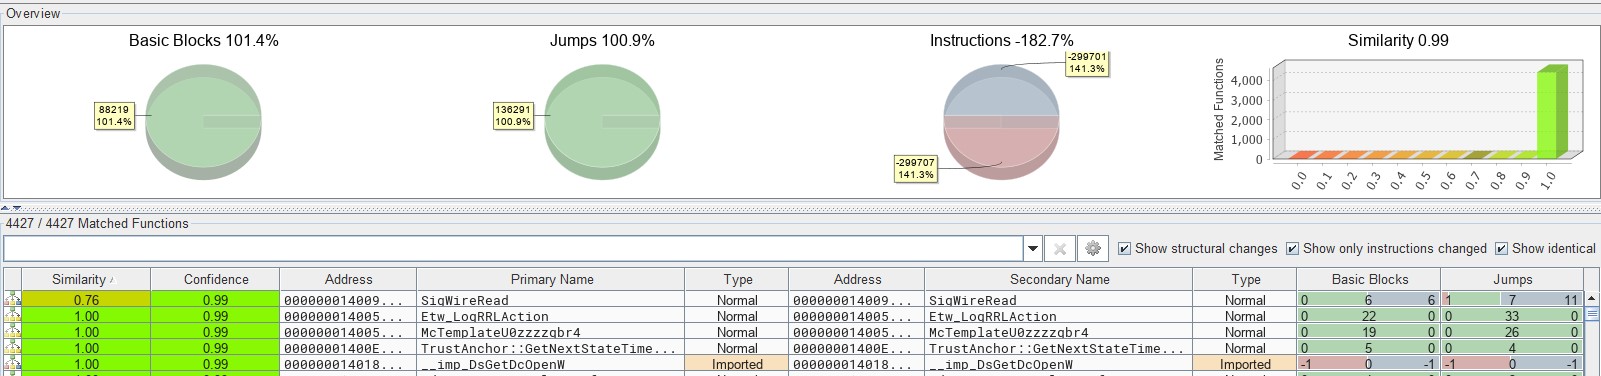 Overview
Basic Blocks 101.4% Jumps 100.9% Instructions -182.7% Similarity 0.99
88219
101.4%
136291
100.9%
-299701
141.3%
-299707
141.3%
Matched Functions
4,000
3,000
2,000
1,000
0
0.0 0.1 0.2 0.3 0.4 0.5 0.6 0.7 0.8 0.9 1.0
4427 / 4427 Matched Functions
Show structural changes Show only instructions changed Show identical
Similarity Confidence Address Primary Name Type Address Secondary Name Type Basic Blocks Jumps
0.76 0.99 000000014009... SigWireRead Normal 000000014009... SigWireRead Normal 0 6 6 1 7 11
1.00 0.99 000000014005... Etw_LogRRLAction Normal 000000014005... Etw_LogRRLAction Normal 0 22 0 0 33 0
1.00 0.99 000000014005... McTemplateU0zzzzqbr4 Normal 000000014005... McTemplateU0zzzzqbr4 Normal 0 19 0 0 26 0
1.00 0.99 00000001400E... TrustAnchor::GetNextStateTime... Normal 00000001400E... TrustAnchor::GetNextStateTime... Normal 0 5 0 0 4 0
1.00 0.99 000000014018... __imp_DsGetDcOpenW Imported 000000014018... __imp_DsGetDcOpenW Imported -1 0 -1 -1 0 -1